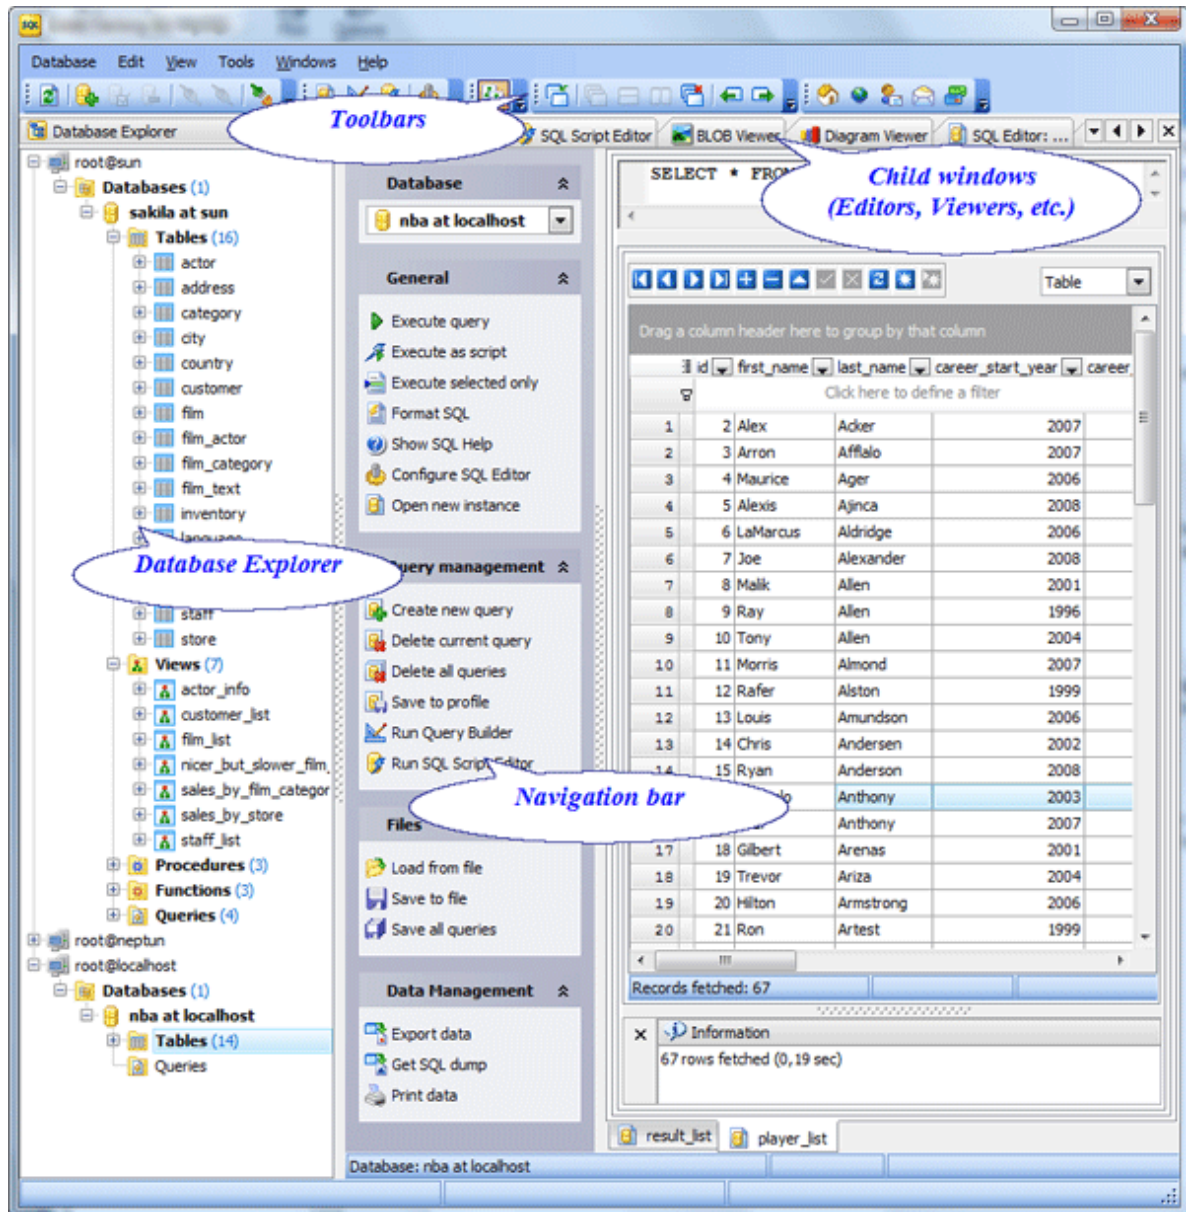 SQL
Database Edit View Tools Windows Help
Toolbars
Database Explorer
SQL Script Editor
BLOB Viewer
Diagram Viewer
SQL Editor: ...
Child windows
(Editors, Viewers, etc.)
root@sun
Databases (1)
sakila at sun
Tables (16)
actor
address
category
city
country
customer
film
film_actor
film_category
film_text
inventory
language
Database Explorer
staff
store
Views (7)
actor_info
customer_list
film_list
nicer_but_slower_film_
sales_by_film_categor
sales_by_store
staff_list
Procedures (3)
Functions (3)
Queries (4)
root@neptun
root@localhost
Databases (1)
nba at localhost
Tables (14)
Queries
Database
nba at localhost
General
Execute query
Execute as script
Execute selected only
Format SQL
Show SQL Help
Configure SQL Editor
Open new instance
Query management
Create new query
Delete current query
Delete all queries
Save to profile
Run Query Builder
Run SQL Script Editor
Navigation bar
Files
Load from file
Save to file
Save all queries
Data Management
Export data
Get SQL dump
Print data
SELECT * FROM
Table
Drag a column header here to group by that column
id first_name last_name career_start_year career_
Click here to define a filter
1 2 Alex Acker 2007
2 3 Arron Afflalo 2007
3 4 Maurice Ager 2006
4 5 Alexis Ajinca 2008
5 6 LaMarcus Aldridge 2006
6 7 Joe Alexander 2008
7 8 Malik Allen 2001
8 9 Ray Allen 1996
9 10 Tony Allen 2004
10 11 Morris Almond 2007
11 12 Rafer Alston 1999
12 13 Louis Amundson 2006
13 14 Chris Andersen 2002
14 15 Ryan Anderson 2008
Anthony 2003
Anthony 2007
17 18 Gilbert Arenas 2001
18 19 Trevor Ariza 2004
19 20 Hilton Armstrong 2006
20 21 Ron Artest 1999
Records fetched: 67
Information
67 rows fetched (0,19 sec)
result_list player_list
Database: nba at localhost